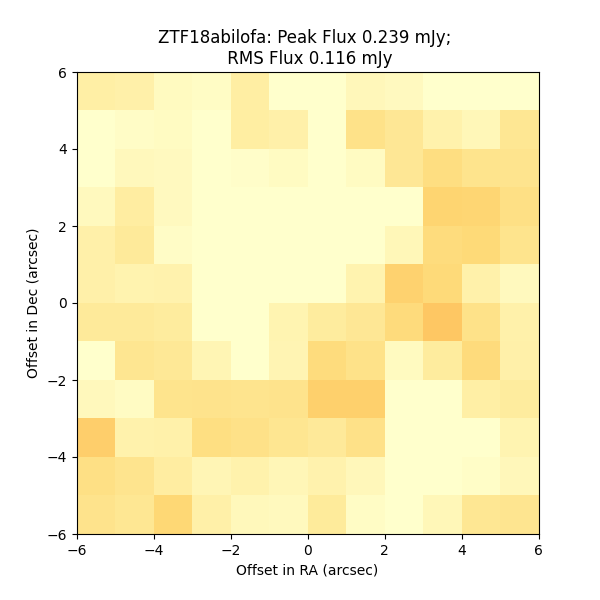 ZTF18abilofa: Peak Flux 0.239 mJy;
RMS Flux 0.116 mJy
6
4
2
0
−2
−4
−6
Offset in Dec (arcsec)
−6 −4 −2 0 2 4 6
Offset in RA (arcsec)